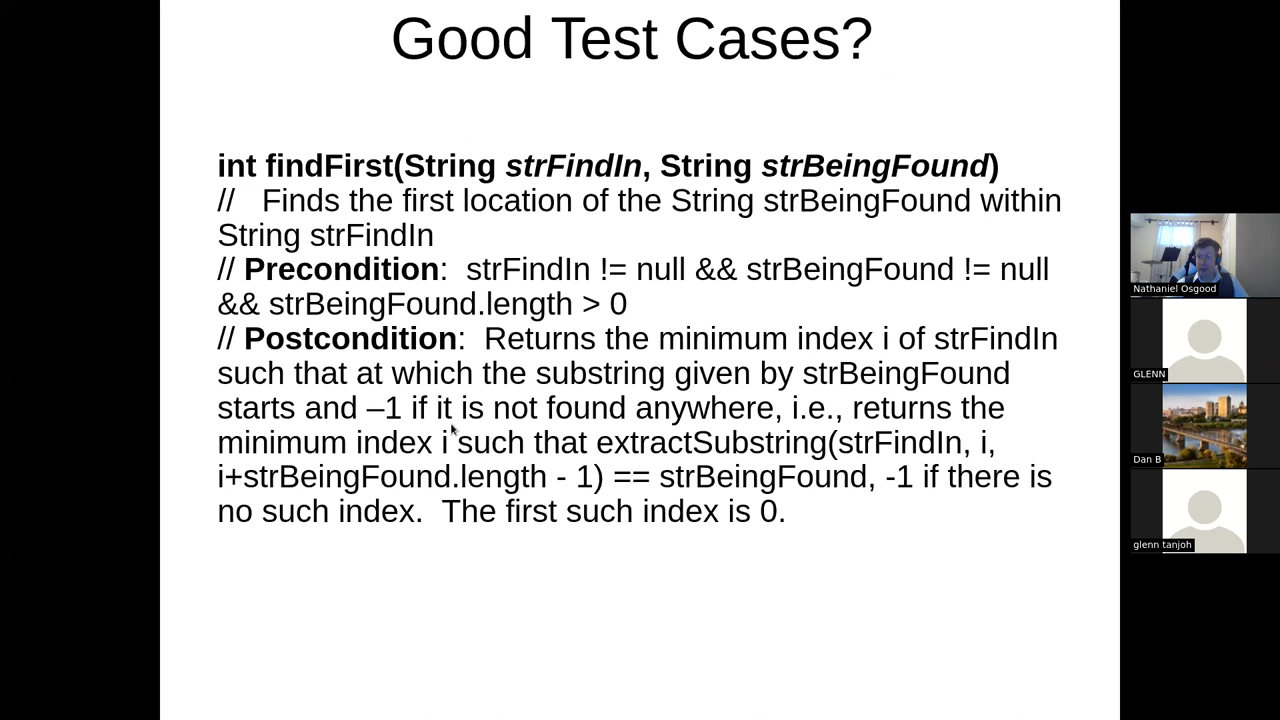 Good Test Cases?
int findFirst(String strFindIn, String strBeingFound)
//   Finds the first location of the String strBeingFound within
String strFindIn
// Precondition:  strFindIn != null && strBeingFound != null
&& strBeingFound.length > 0
// Postcondition:  Returns the minimum index i of strFindIn
such that at which the substring given by strBeingFound
starts and –1 if it is not found anywhere, i.e., returns the
minimum index i such that extractSubstring(strFindIn, i,
i+strBeingFound.length - 1) == strBeingFound, -1 if there is
no such index.  The first such index is 0.
Nathaniel Osgood
GLENN
Dan B
glenn tanjoh